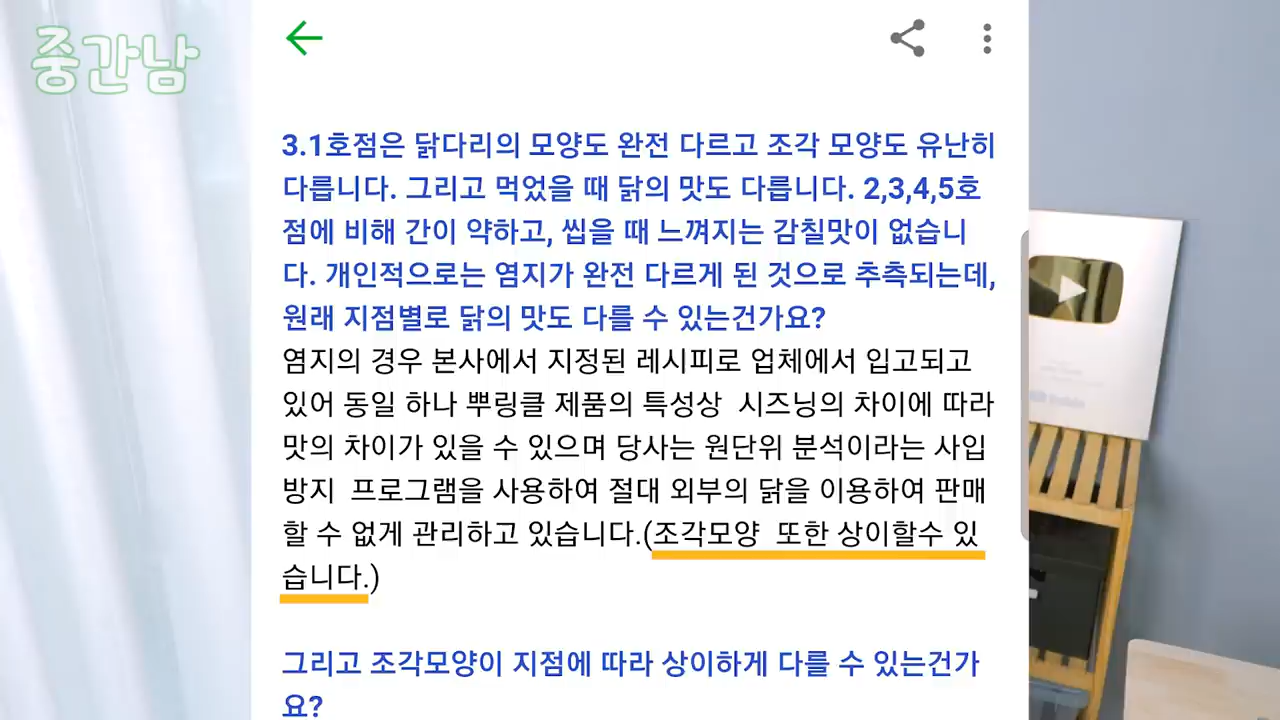 중간남
3.1호점은 닭다리의 모양도 완전 다르고 조각 모양도 유난히
다릅니다. 그리고 먹었을 때 닭의 맛도 다릅니다. 2,3,4,5호
점에 비해 간이 약하고, 씹을 때 느껴지는 감칠맛이 없습니
다. 개인적으로는 염지가 완전 다르게 된 것으로 추측되는데,
원래 지점별로 닭의 맛도 다를 수 있는건가요?
염지의 경우 본사에서 지정된 레시피로 업체에서 입고되고
있어 동일 하나 뿌링클 제품의 특성상  시즈닝의 차이에 따라
맛의 차이가 있을 수 있으며 당사는 원단위 분석이라는 사입
방지  프로그램을 사용하여 절대 외부의 닭을 이용하여 판매
할 수 없게 관리하고 있습니다.(조각모양  또한 상이할수 있
습니다.)
그리고 조각모양이 지점에 따라 상이하게 다를 수 있는건가
요?